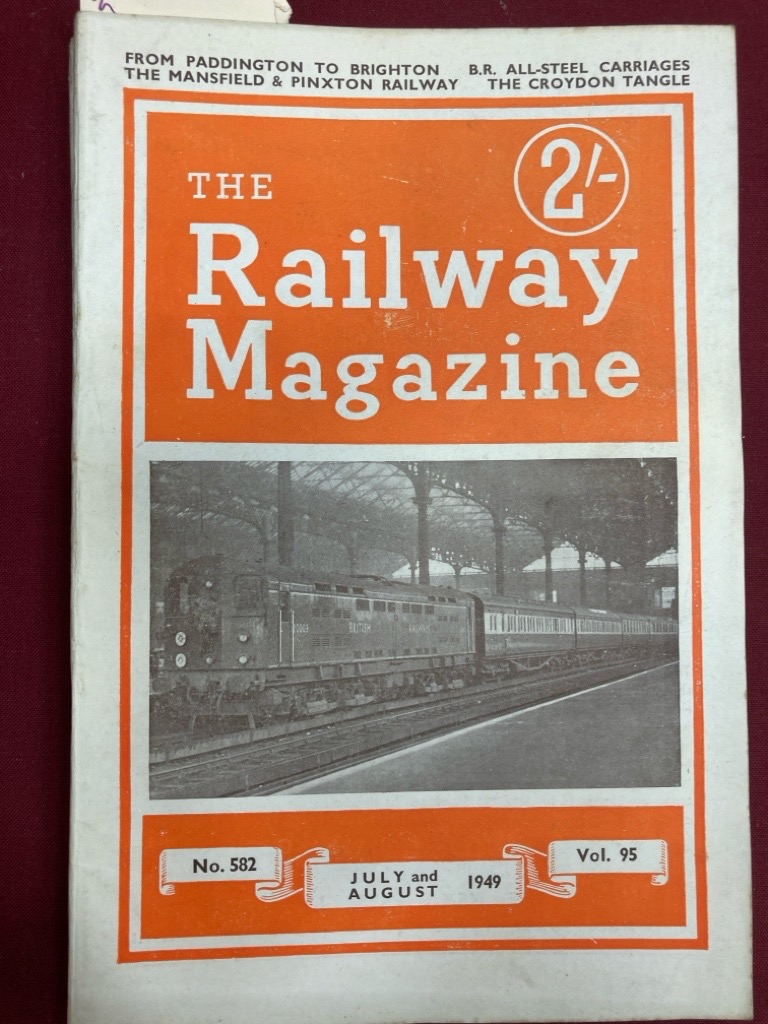 FROM PADDINGTON TO BRIGHTON B.R. ALL-STEEL CARRIAGES
THE MANSFIELD & PINXTON RAILWAY THE CROYDON TANGLE
2/-
THE
Railway
Magazine
BRITISH
No. 582
JULY and
AUGUST 1949
Vol. 95